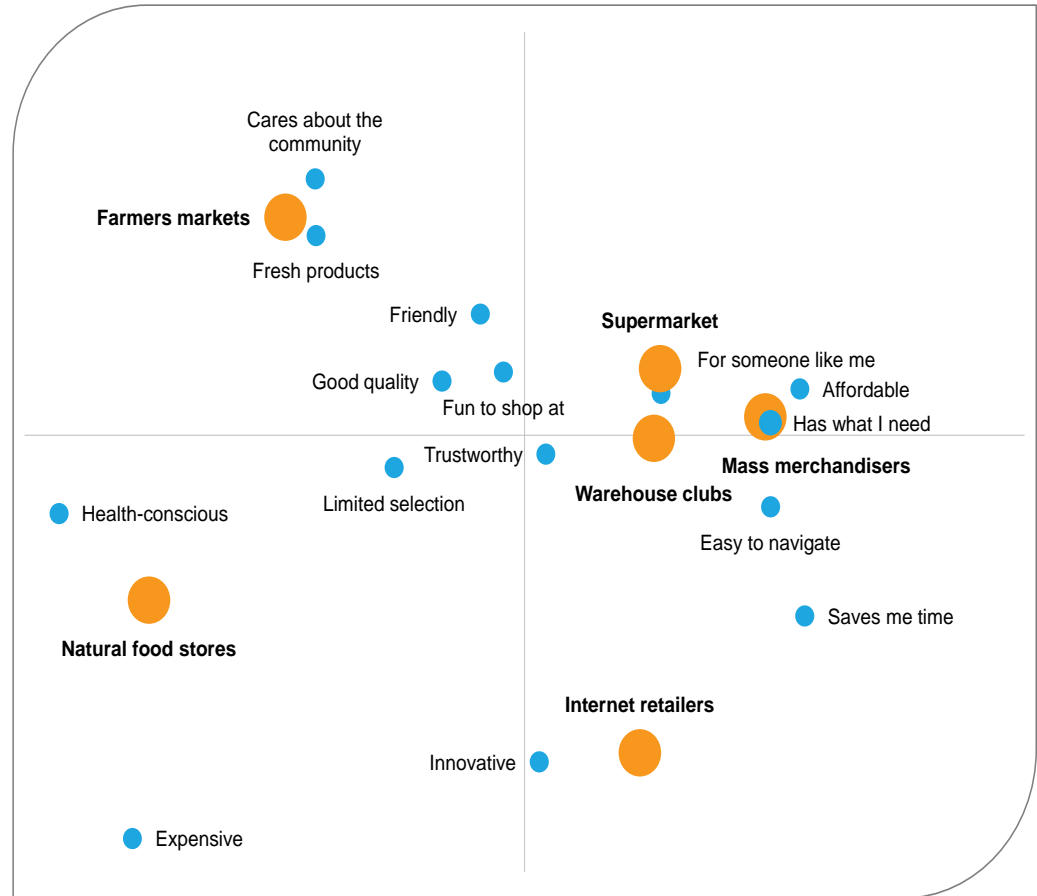 Cares about the
community
Farmers markets
Fresh products
Friendly
Supermarket
For someone like me
Good quality
Affordable
Fun to shop at
Has what I need
Trustworthy
Mass merchandisers
Warehouse clubs
Limited selection
Health-conscious
Easy to navigate
Saves me time
Natural food stores
Internet retailers
Innovative
Expensive